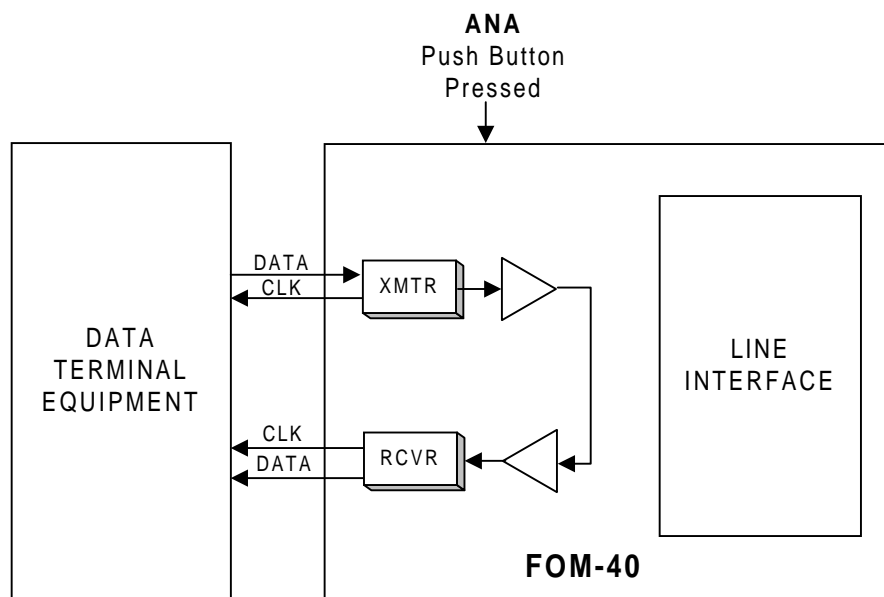 ANA
Push Button
Pressed
DATA
CLK
XMTR
DATA
TERMINAL
EQUIPMENT
LINE
INTERFACE
CLK
DATA
RCVR
FOM-40